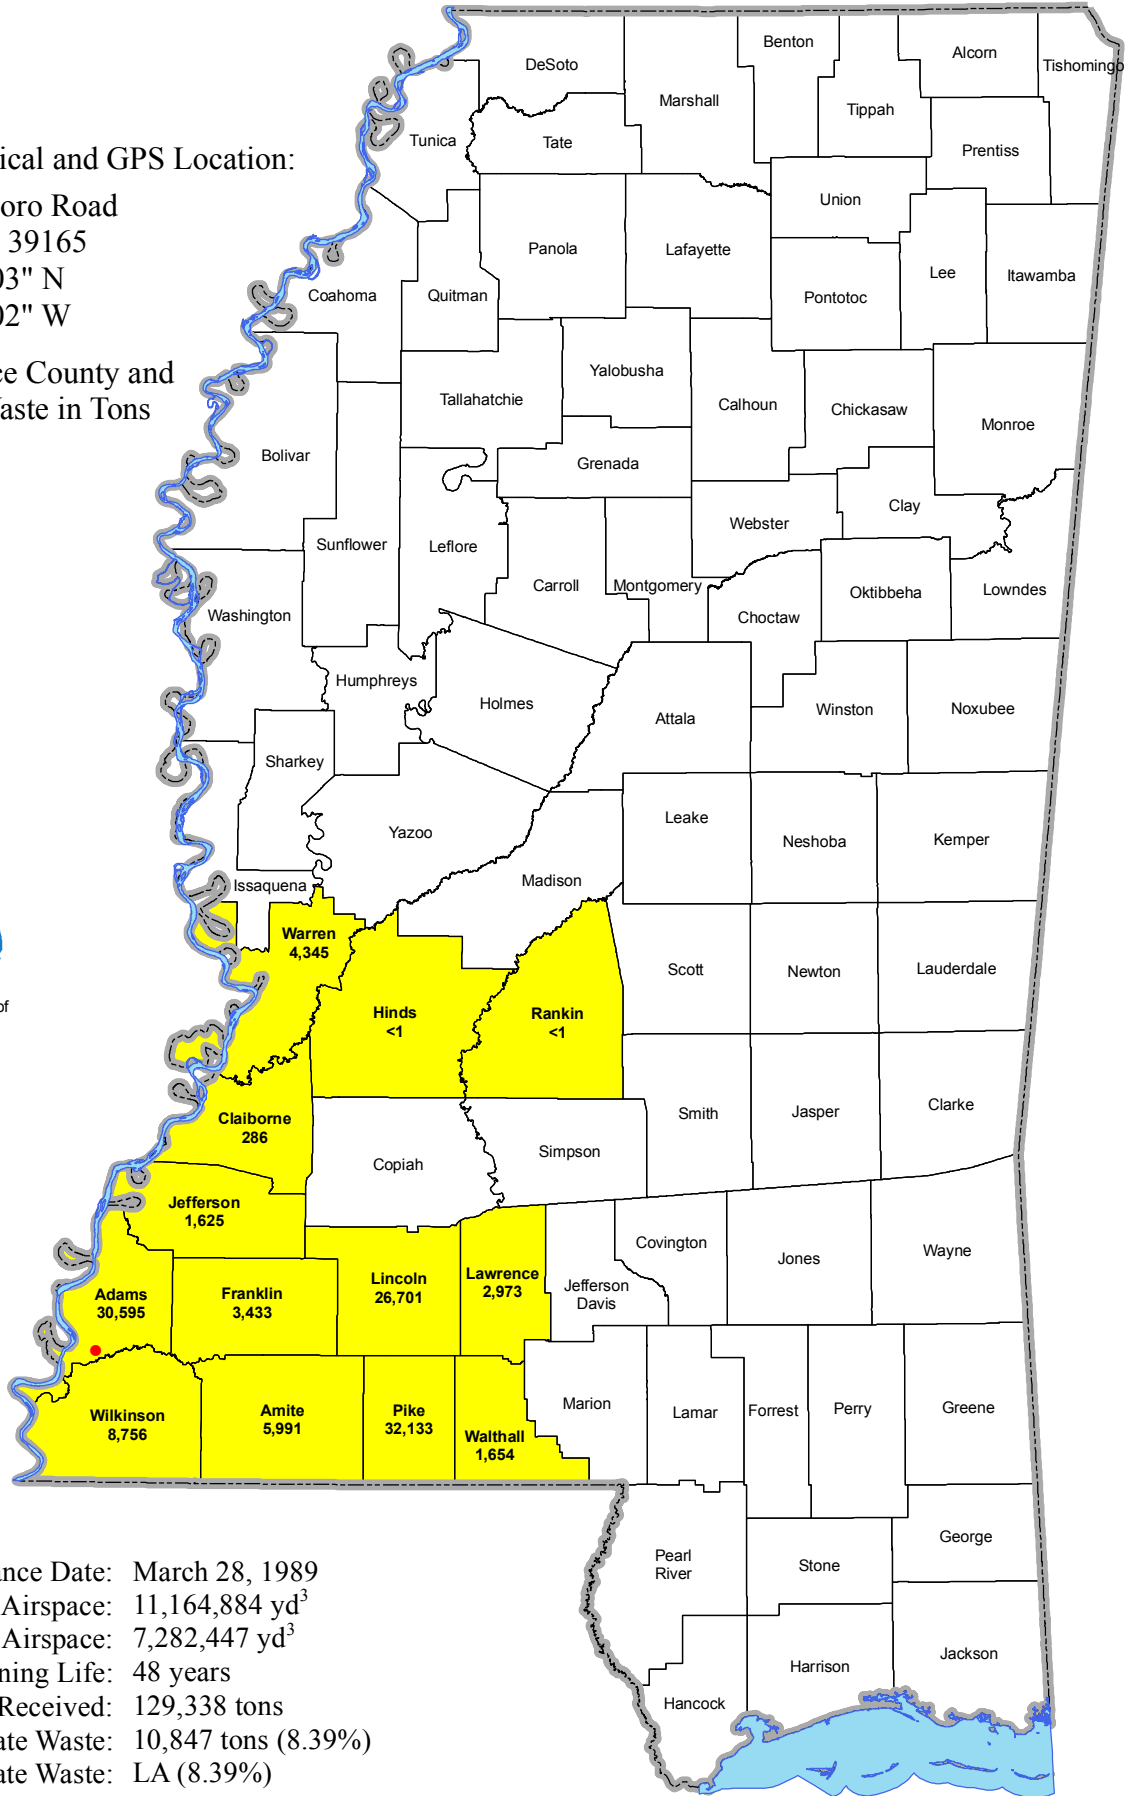 ical and GPS Location:
oro Road
39165
03" N
02" W
ce County and
Waste in Tons
of
DeSoto
Benton
Alcorn
Tishomingo
Marshall
Tippah
Tunica
Tate
Prentiss
Union
Panola
Lafayette
Lee
Itawamba
Coahoma
Quitman
Pontotoc
Yalobusha
Tallahatchie
Calhoun
Chickasaw
Monroe
Bolivar
Grenada
Clay
Webster
Sunflower
Leflore
Carroll
Montgomery
Oktibbeha
Lowndes
Washington
Choctaw
Humphreys
Holmes
Attala
Winston
Noxubee
Sharkey
Yazoo
Leake
Neshoba
Kemper
Issaquena
Madison
Warren
4,345
Scott
Newton
Lauderdale
Hinds
<1
Rankin
<1
Claiborne
286
Smith
Jasper
Clarke
Copiah
Simpson
Jefferson
1,625
Covington
Jones
Wayne
Adams
30,595
Franklin
3,433
Lincoln
26,701
Lawrence
2,973
Jefferson
Davis
Wilkinson
8,756
Amite
5,991
Pike
32,133
Walthall
1,654
Marion
Lamar
Forrest
Perry
Greene
Pearl
River
Stone
George
Hancock
Harrison
Jackson
ance Date: March 28, 1989
Airspace: 11,164,884 yd³
Airspace: 7,282,447 yd³
ning Life: 48 years
Received: 129,338 tons
ate Waste: 10,847 tons (8.39%)
ate Waste: LA (8.39%)